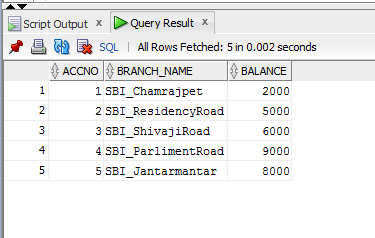 Script Output x Query Result x
SQL | All Rows Fetched: 5 in 0.002 seconds
ACCNO BRANCH_NAME BALANCE
1 1 SBI_Chamrajpet 2000
2 2 SBI_ResidencyRoad 5000
3 3 SBI_ShivajiRoad 6000
4 4 SBI_ParlimentRoad 9000
5 5 SBI_Jantarmantar 8000